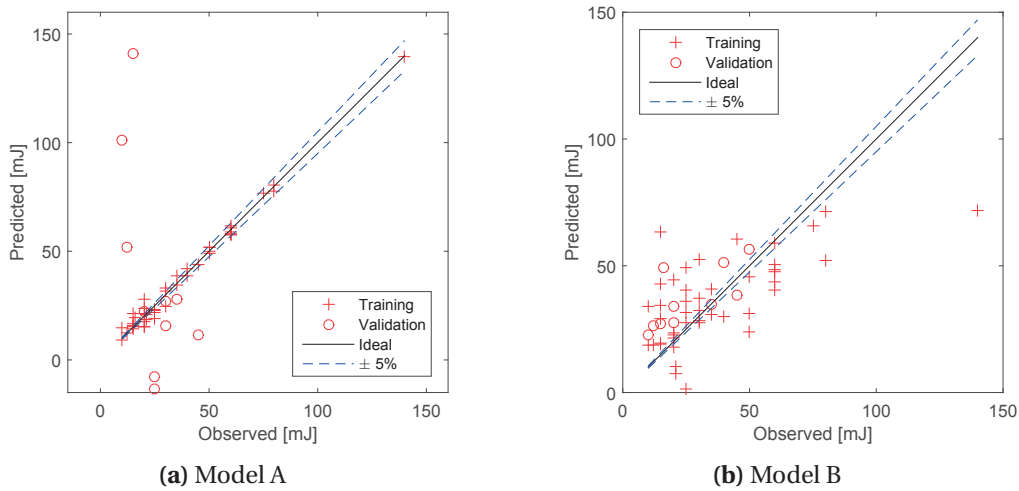 150
100
50
0
Predicted [mJ]
0 50 100 150
Observed [mJ]
Training
Validation
Ideal
± 5%
(a) Model A
150
100
50
0
Predicted [mJ]
0 50 100 150
Observed [mJ]
Training
Validation
Ideal
± 5%
(b) Model B